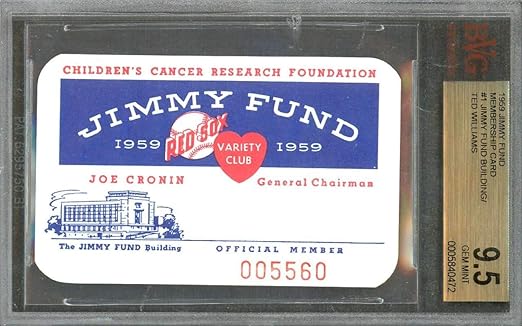 CHILDREN'S CANCER RESEARCH FOUNDATION
JIMMY FUND
1959 RED SOX VARIETY CLUB 1959
JOE CRONIN General Chairman
The JIMMY FUND Building
OFFICIAL MEMBER
005560
BVG
1959 JIMMY FUND
MEMBERSHIP CARD
#1 JIMMY FUND BUILDING/
TED WILLIAMS
9.5
GEM MINT
0005840472